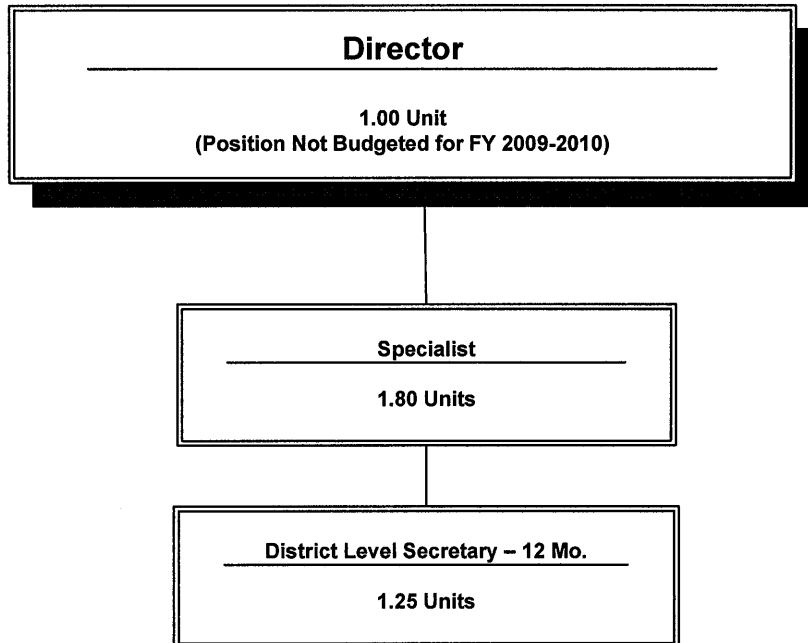 Director
1.00 Unit
(Position Not Budgeted for FY 2009-2010)
Specialist
1.80 Units
District Level Secretary – 12 Mo.
1.25 Units